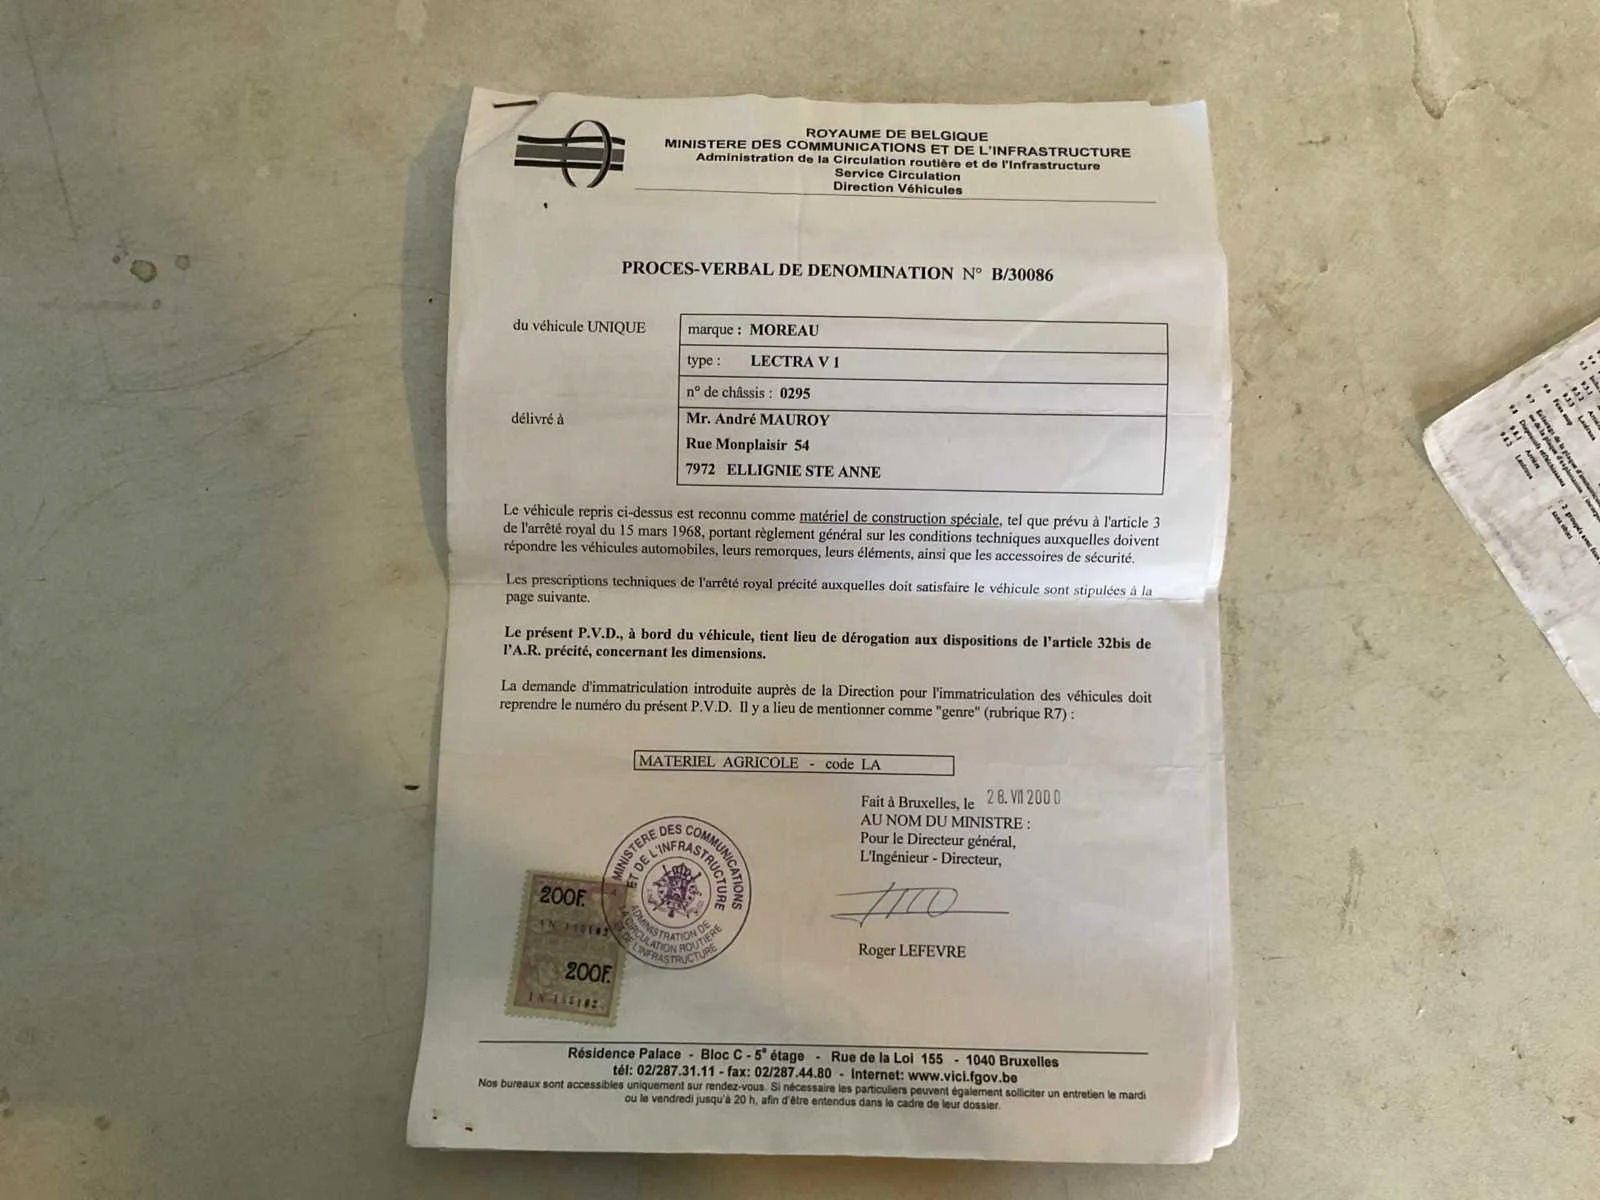 ROYAUME DE BELGIQUE
MINISTERE DES COMMUNICATIONS ET DE L'INFRASTRUCTURE
Administration de la Circulation routière et de l'Infrastructure
Service Circulation
Direction Véhicules
PROCES-VERBAL DE DENOMINATION N° B/30086
du véhicule UNIQUE
marque : MOREAU
type : LECTRA V 1
n° de châssis : 0295
délivré à
Mr. André MAUROY
Rue Monplaisir 54
7972 ELLIGNIE STE ANNE
Le véhicule repris ci-dessus est reconnu comme matériel de construction spéciale, tel que prévu à l'article 3
de l'arrêté royal du 15 mars 1968, portant règlement général sur les conditions techniques auxquelles doivent
répondre les véhicules automobiles, leurs remorques, leurs éléments, ainsi que les accessoires de sécurité.
Les prescriptions techniques de l'arrêté royal précité auxquelles doit satisfaire le véhicule sont stipulées à la
page suivante.
Le présent P.V.D., à bord du véhicule, tient lieu de dérogation aux dispositions de l'article 32bis de
l'A.R. précité, concernant les dimensions.
La demande d'immatriculation introduite auprès de la Direction pour l'immatriculation des véhicules doit
reprendre le numéro du présent P.V.D. Il y a lieu de mentionner comme "genre" (rubrique R7) :
MATERIEL AGRICOLE - code LA
Fait à Bruxelles, le 28. VII 2000
AU NOM DU MINISTRE :
Pour le Directeur général,
L'Ingénieur - Directeur,
Roger LEFEVRE
MINISTERE DES COMMUNICATIONS
ET DE L'INFRASTRUCTURE
ADMINISTRATION DE
LA CIRCULATION ROUTIERE
ET DE L'INFRASTRUCTURE
200F.
200F.
Résidence Palace - Bloc C - 5e étage - Rue de la Loi 155 - 1040 Bruxelles
tél: 02/287.31.11 - fax: 02/287.44.80 - Internet: www.vici.fgov.be
Nos bureaux sont accessibles uniquement sur rendez-vous. Si nécessaire les particuliers peuvent également solliciter un entretien le mardi
ou le vendredi jusqu'à 20 h, afin d'être entendus dans le cadre de leur dossier.